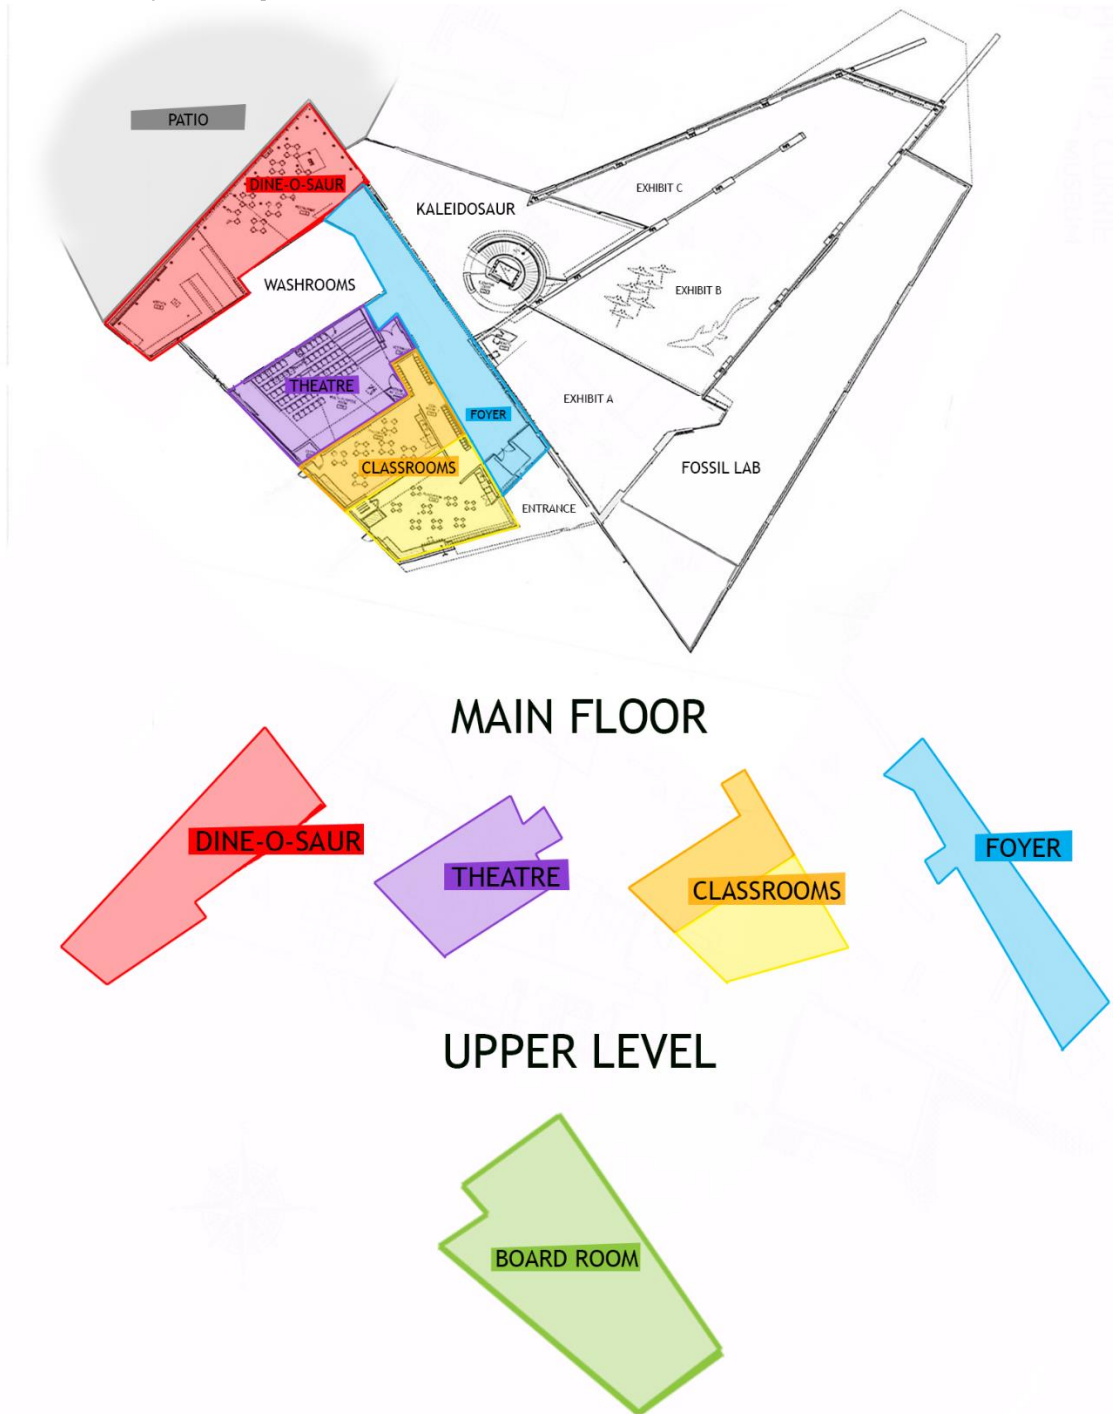 PATIO
DINE-O-SAUR
KALEIDOSAUR
EXHIBIT C
WASHROOMS
EXHIBIT B
THEATRE
EXHIBIT A
FOYER
CLASSROOMS
FOSSIL LAB
ENTRANCE
MAIN FLOOR
DINE-O-SAUR
THEATRE
CLASSROOMS
FOYER
UPPER LEVEL
BOARD ROOM